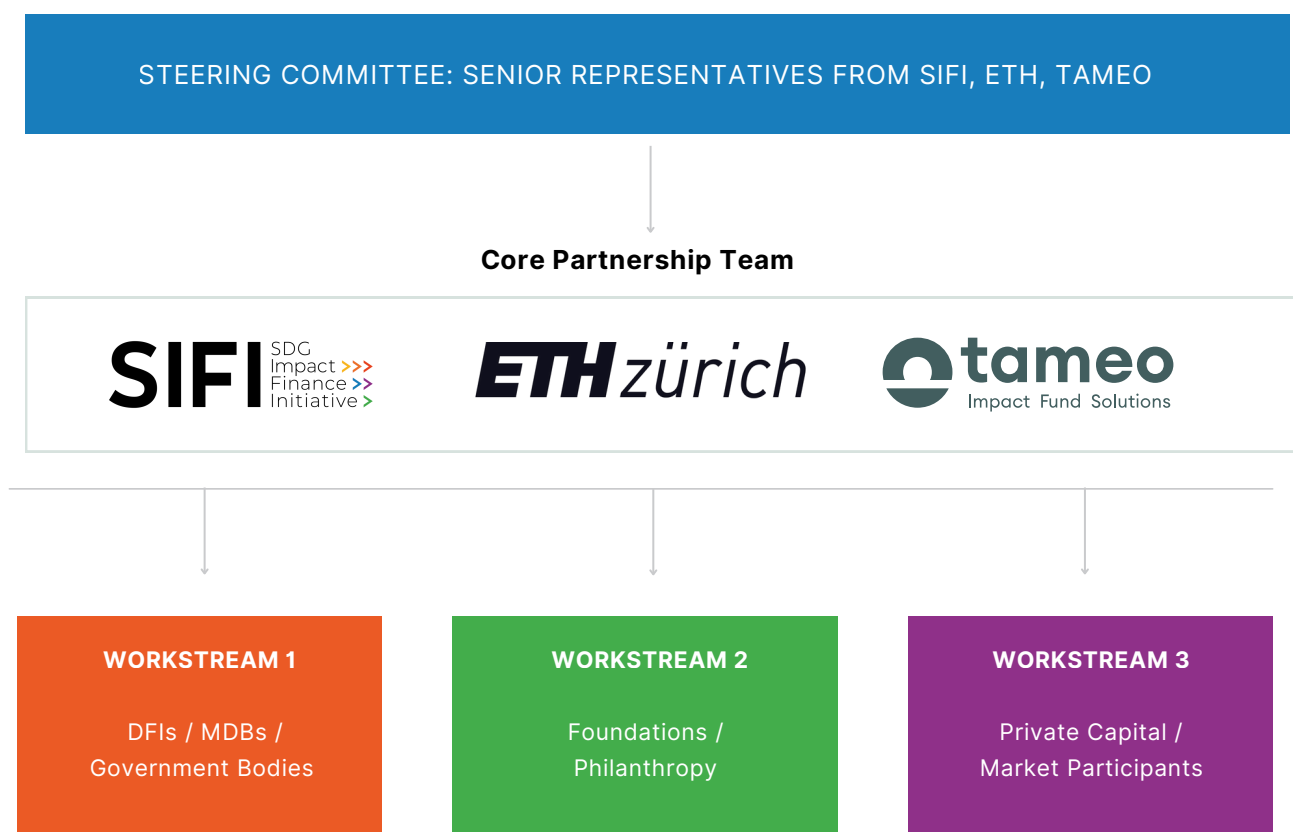 STEERING COMMITTEE: SENIOR REPRESENTATIVES FROM SIFI, ETH, TAMEO
Core Partnership Team
SIFI
SDG
Impact
Finance
Initiative
ETH zürich
tameo
Impact Fund Solutions
WORKSTREAM 1
DFIs / MDBs /
Government Bodies
WORKSTREAM 2
Foundations /
Philanthropy
WORKSTREAM 3
Private Capital /
Market Participants